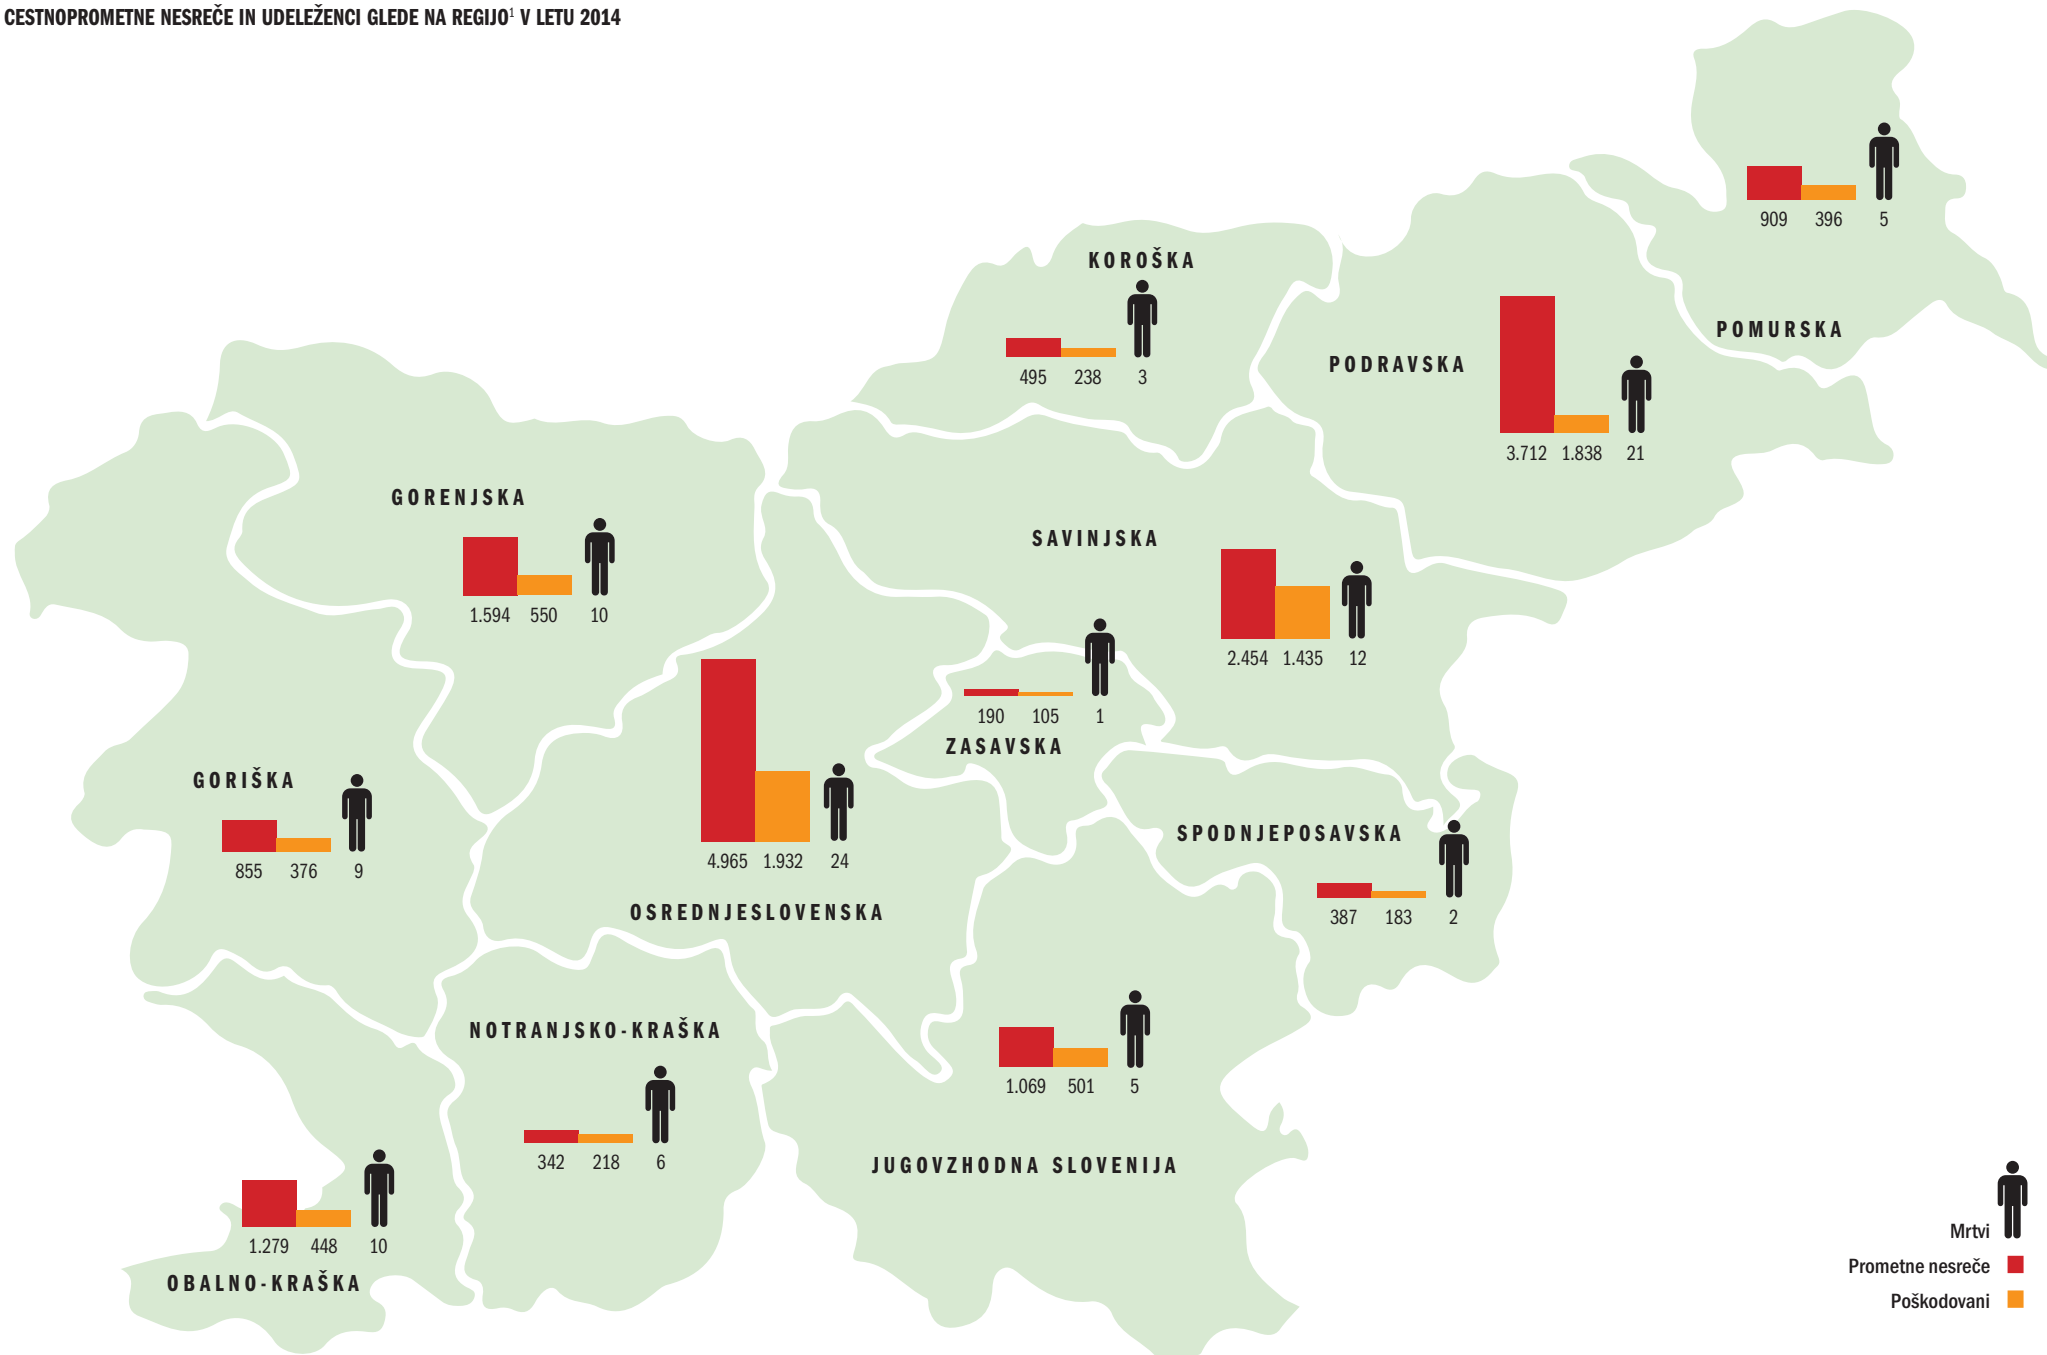 CESTNOPROMETNE NESREČE IN UDELEŽENCI GLEDE NA REGIJO¹ V LETU 2014
909 396 5
POMURSKA
KOROŠKA
495 238 3
PODRAVSKA
3.712 1.838 21
GORENJSKA
1.594 550 10
SAVINJSKA
2.454 1.435 12
190 105 1
ZASAVSKA
GORIŠKA
855 376 9
4.965 1.932 24
OSREDNJESLOVENSKA
SPODNJEPOSAVSKA
387 183 2
NOTRANJSKO-KRAŠKA
342 218 6
1.069 501 5
JUGOVZHODNA SLOVENIJA
1.279 448 10
OBALNO-KRAŠKA
Mrtvi
Prometne nesreče
Poškodovani